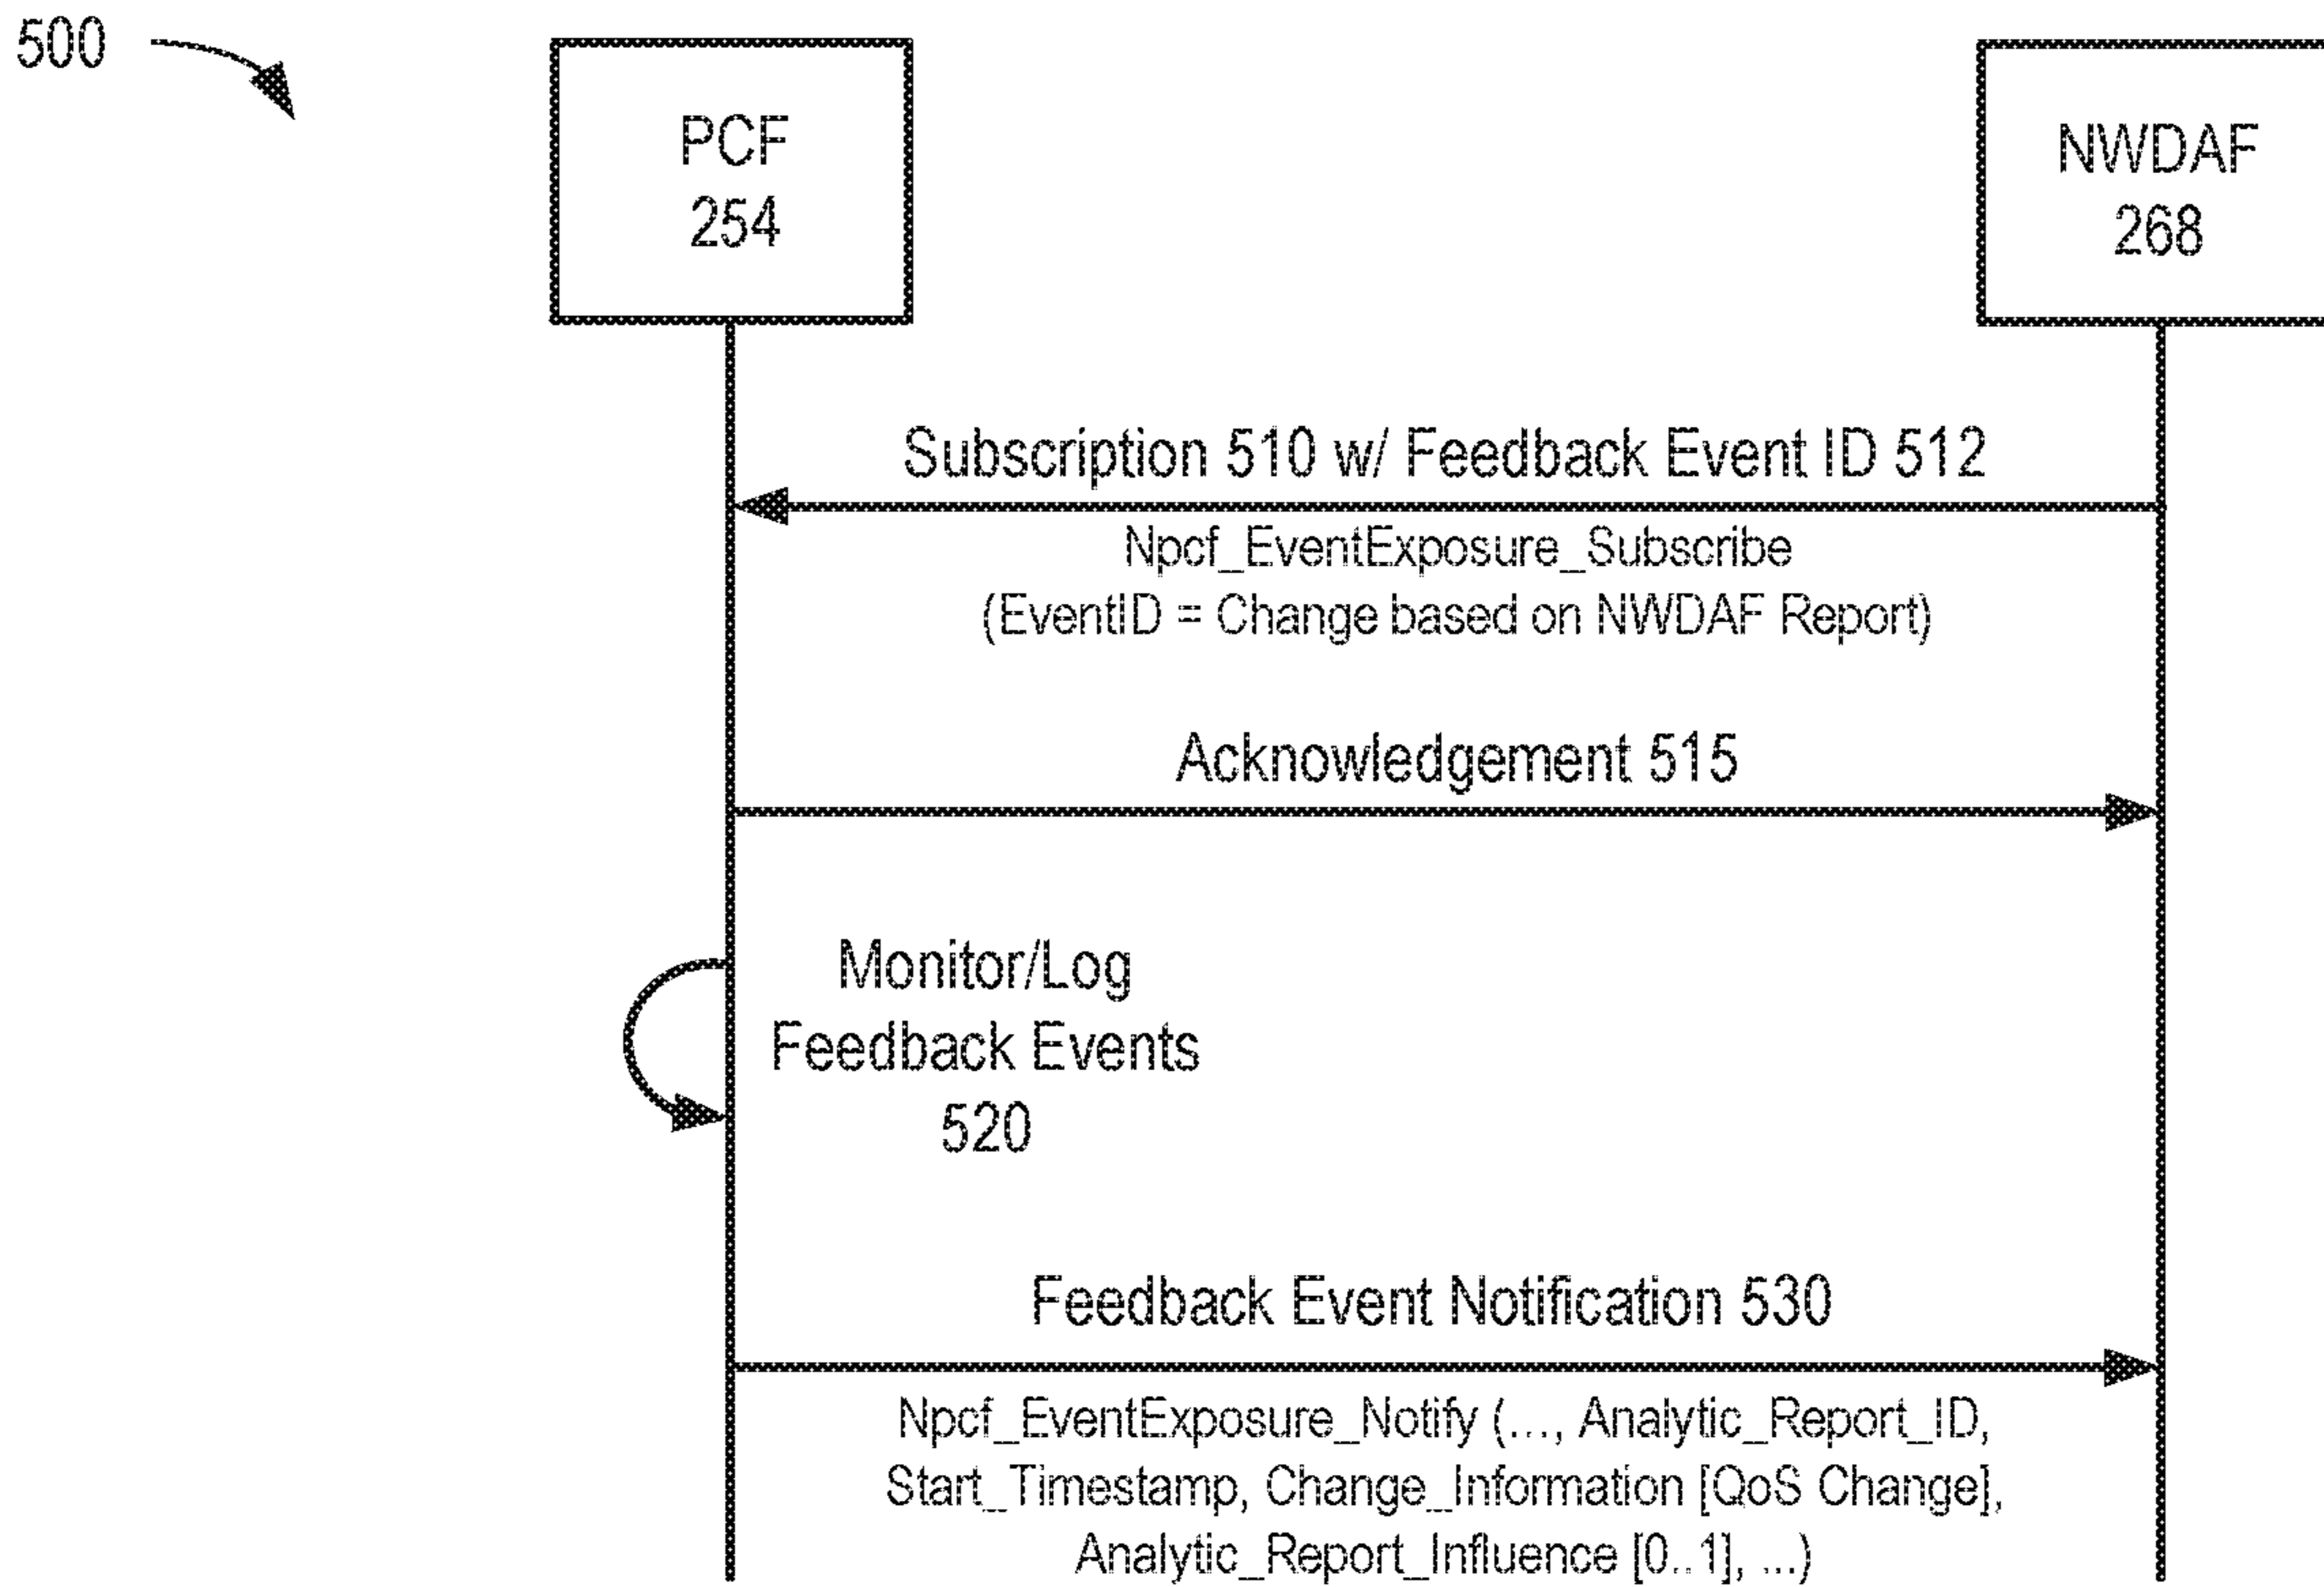 500
PCF
254
NWDAF
268
Subscription 510 w/ Feedback Event ID 512
Npcf_EventExposure_Subscribe
(EventID = Change based on NWDAF Report)
Acknowledgement 515
Monitor/Log
Feedback Events
520
Feedback Event Notification 530
Npcf_EventExposure_Notify (..., Analytic_Report_ID,
Start_Timestamp, Change_Information [QoS Change],
Analytic_Report_Influence [0..1], ...)